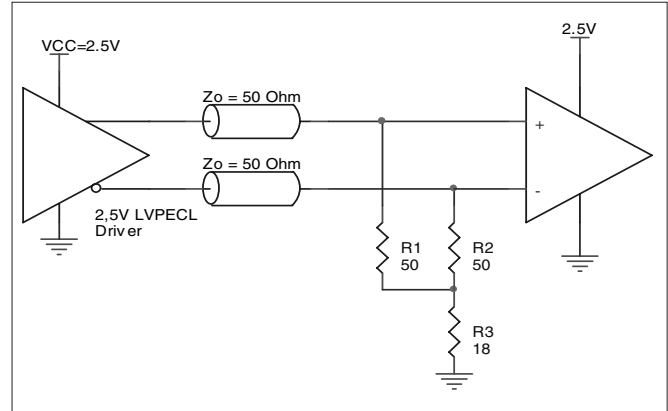 VCC=2.5V
2.5V
Zo = 50 Ohm
+
Zo = 50 Ohm
-
2,5V LVPECL
Driver
R1
50
R2
50
R3
18